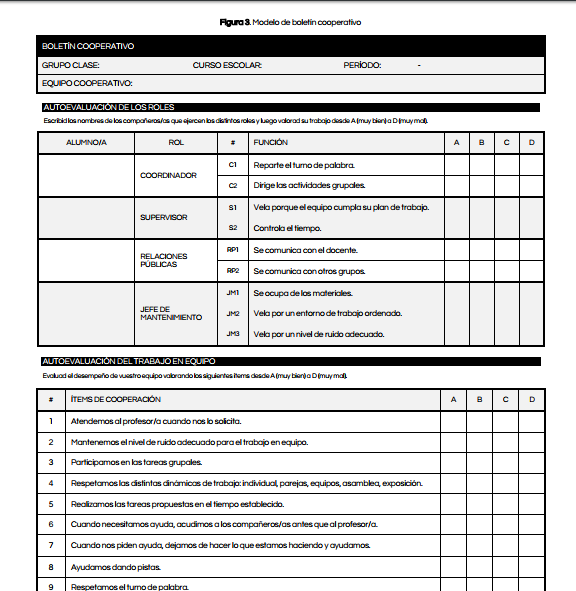 Figura 3. Modelo de boletín cooperativo
BOLETÍN COOPERATIVO
GRUPO CLASE: CURSO ESCOLAR: PERÍODO: -
EQUIPO COOPERATIVO:
AUTOEVALUACIÓN DE LOS ROLES
Escribid los nombres de los compañeros/as que ejercen los distintos roles y luego valorad su trabajo desde A (muy bien) a D (muy mal).
ALUMNO/A ROL # FUNCIÓN A B C D
COORDINADOR
C1 Reparte el turno de palabra.
C2 Dirige las actividades grupales.
SUPERVISOR
S1 Vela porque el equipo cumpla su plan de trabajo.
S2 Controla el tiempo.
RELACIONES
PÚBLICAS
RP1 Se comunica con el docente.
RP2 Se comunica con otros grupos.
JEFE DE
MANTENIMIENTO
JM1 Se ocupa de los materiales.
JM2 Vela por un entorno de trabajo ordenado.
JM3 Vela por un nivel de ruido adecuado.
AUTOEVALUACIÓN DEL TRABAJO EN EQUIPO
Evaluad el desempeño de vuestro equipo valorando los siguientes ítems desde A (muy bien) a D (muy mal).
# ÍTEMS DE COOPERACIÓN A B C D
1 Atendemos al profesor/a cuando nos lo solicita.
2 Mantenemos el nivel de ruido adecuado para el trabajo en equipo.
3 Participamos en las tareas grupales.
4 Respetamos las distintas dinámicas de trabajo: individual, parejas, equipos, asamblea, exposición.
5 Realizamos las tareas propuestas en el tiempo establecido.
6 Cuando necesitamos ayuda, acudimos a los compañeros/as antes que al profesor/a.
7 Cuando nos piden ayuda, dejamos de hacer lo que estamos haciendo y ayudamos.
8 Ayudamos dando pistas.
9 Respetamos el turno de palabra.